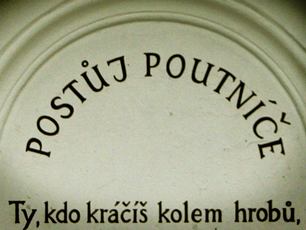 POSTŮJ POUTNÍČE
Ty, kdo kráčíš kolem hrobů,